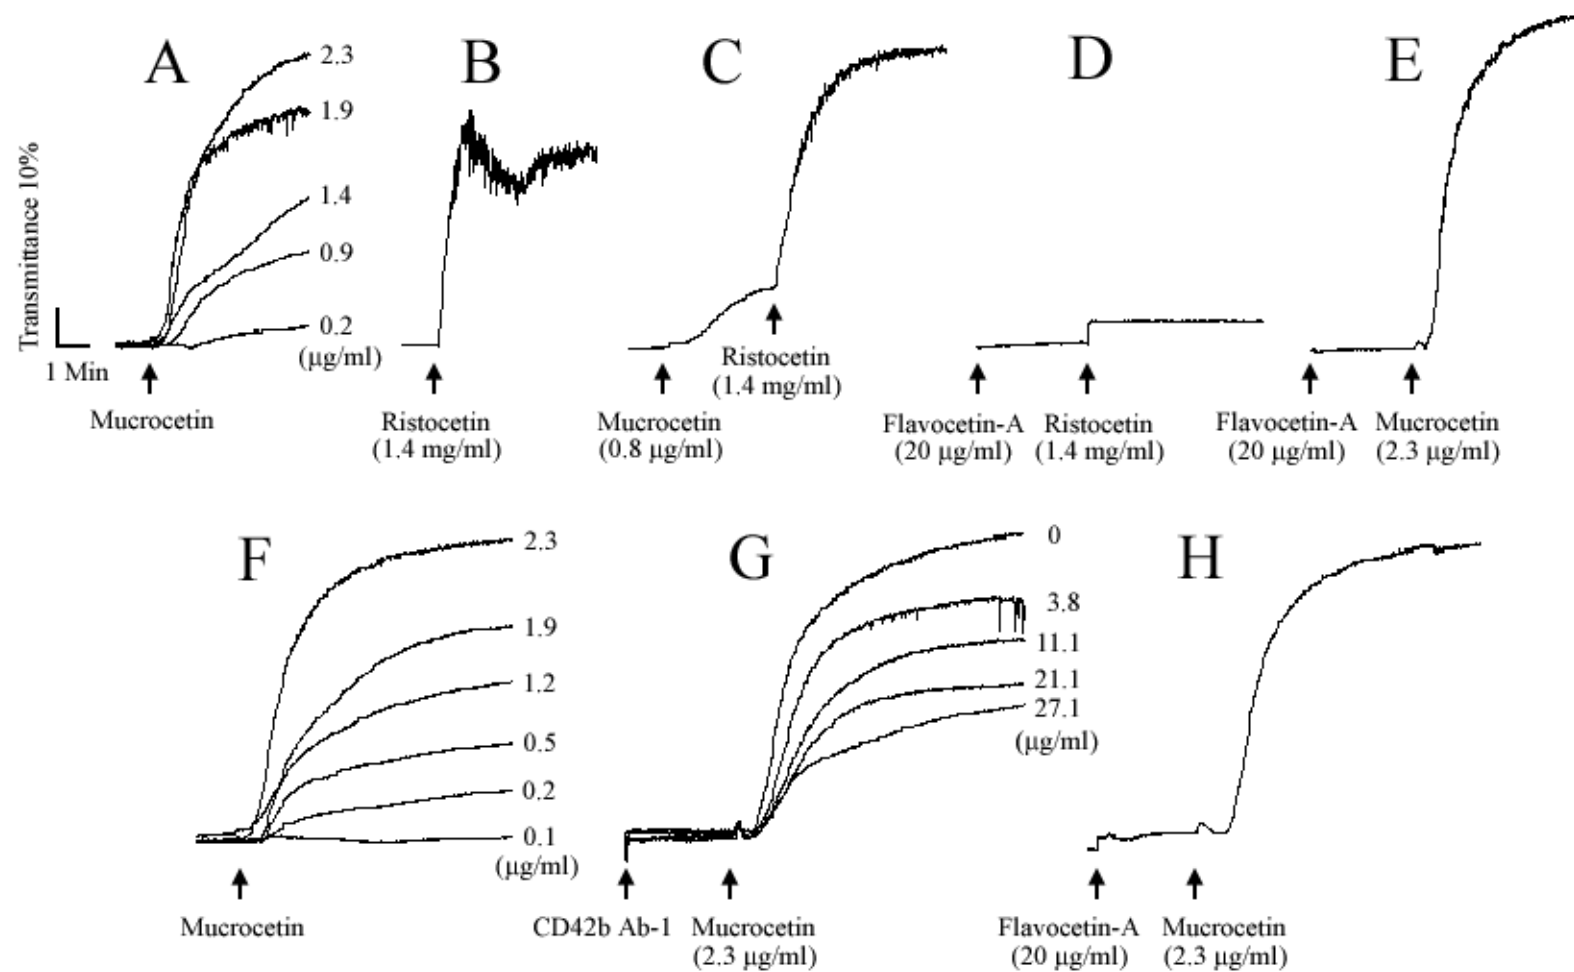 A
B
C
D
E
2.3
1.9
1.4
0.9
0.2
(μg/ml)
Transmittance 10%
1 Min
Mucrocetin
Ristocetin
(1.4 mg/ml)
Mucrocetin
(0.8 μg/ml)
Ristocetin
(1.4 mg/ml)
Flavocetin-A
(20 μg/ml)
Ristocetin
(1.4 mg/ml)
Flavocetin-A
(20 μg/ml)
Mucrocetin
(2.3 μg/ml)
F
G
H
2.3
1.9
1.2
0.5
0.2
0.1
(μg/ml)
Mucrocetin
0
3.8
11.1
21.1
27.1
(μg/ml)
CD42b Ab-1
Mucrocetin
(2.3 μg/ml)
Flavocetin-A
(20 μg/ml)
Mucrocetin
(2.3 μg/ml)